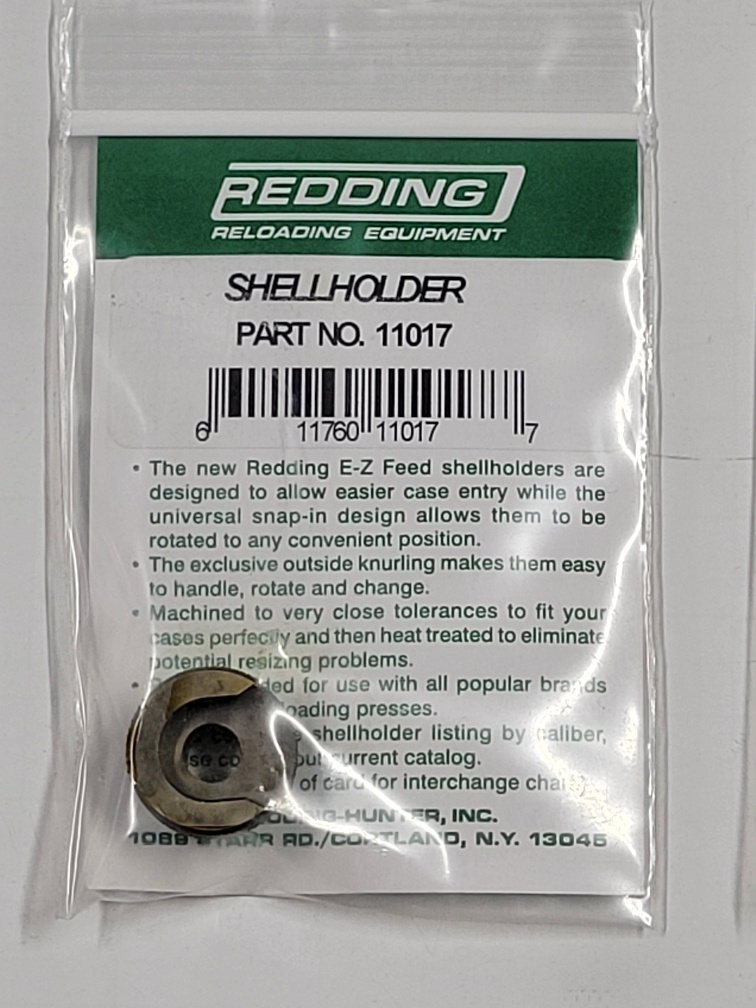 REDDING
RELOADING EQUIPMENT
SHELLHOLDER
PART NO. 11017
6 11760 11017 7
• The new Redding E-Z Feed shellholders are
designed to allow easier case entry while the
universal snap-in design allows them to be
rotated to any convenient position.
• The exclusive outside knurling makes them easy
to handle, rotate and change.
• Machined to very close tolerances to fit your
cases perfectly and then heat treated to eliminate
potential resizing problems.
• for use with all popular brands
presses.
shellholder listing by caliber,
current catalog.
of card for interchange
HUNTER, INC.
RD./CORTLAND, N.Y. 13045